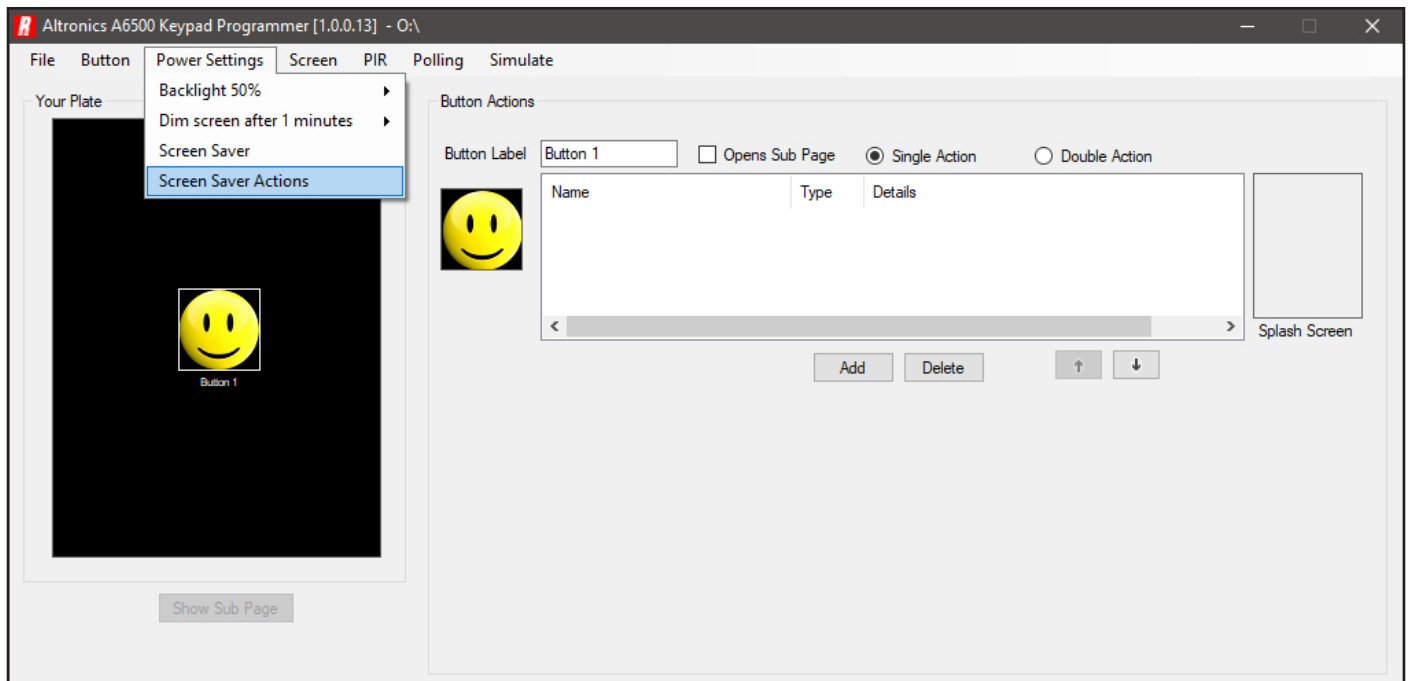 Altronics A6500 Keypad Programmer [1.0.0.13] - O:\
File Button Power Settings Screen PIR Polling Simulate
Backlight 50%
Dim screen after 1 minutes
Screen Saver
Screen Saver Actions
Your Plate
Button 1
Show Sub Page
Button Actions
Button Label Button 1 Opens Sub Page Single Action Double Action
Name Type Details
Splash Screen
Add Delete